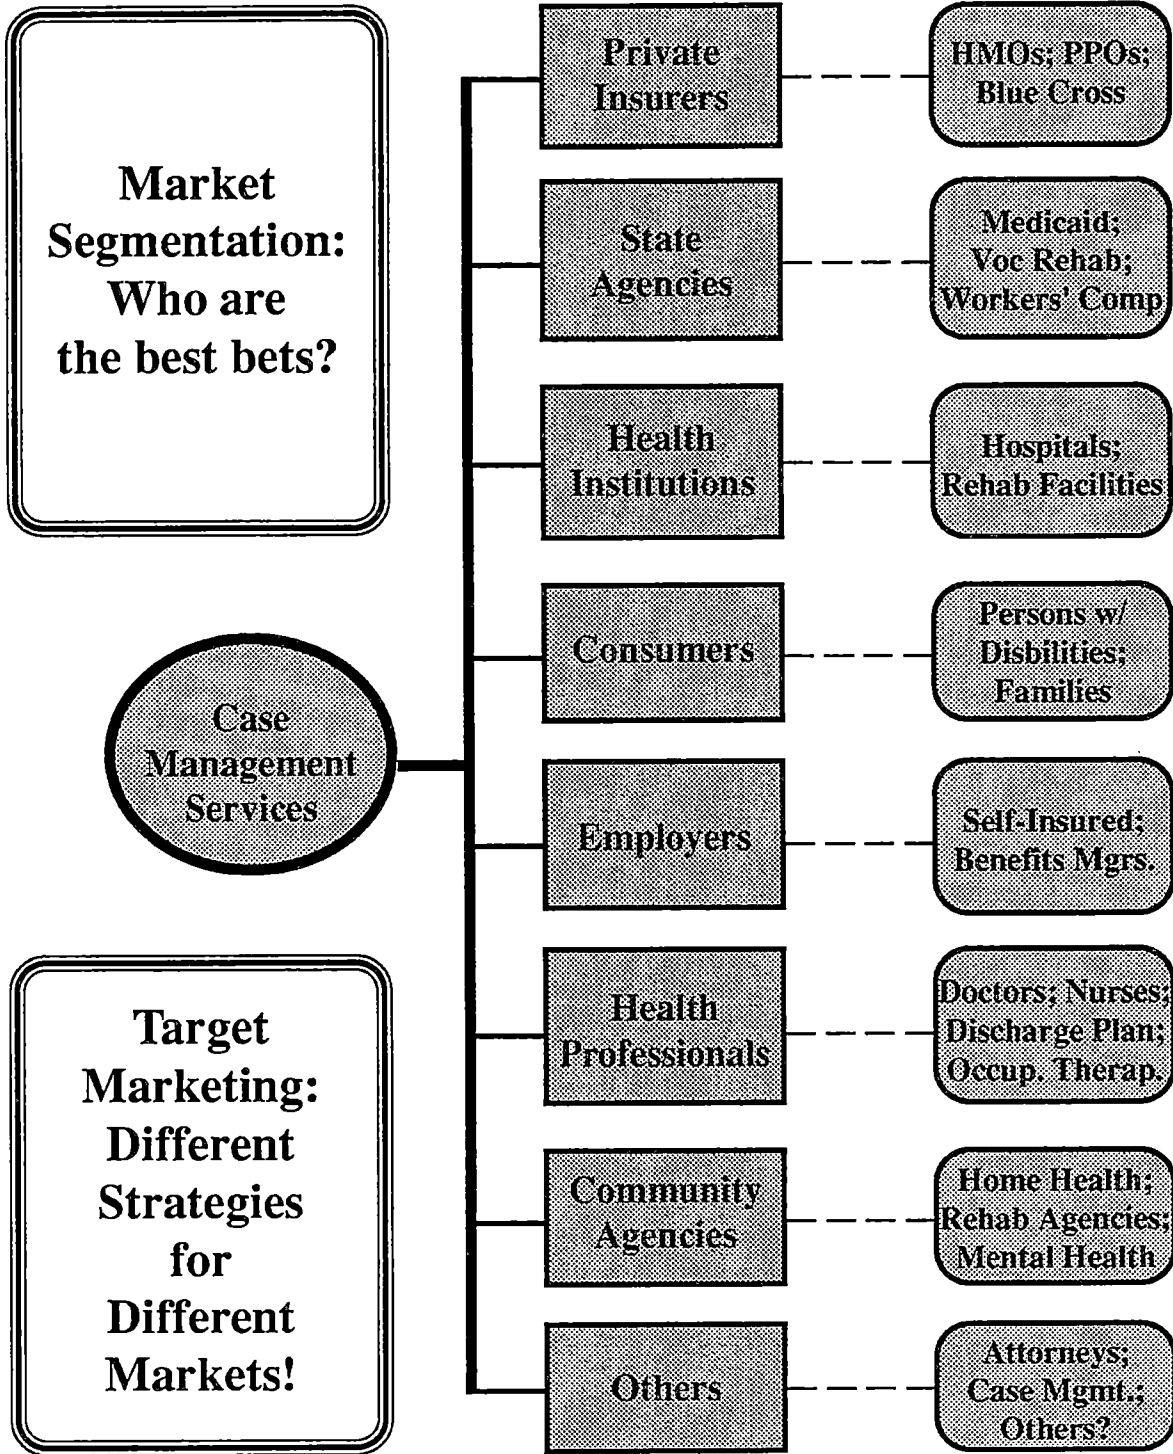 Market
Segmentation:
Who are
the best bets?
Case
Management
Services
Target
Marketing:
Different
Strategies
for
Different
Markets!
Private
Insurers
HMOs; PPOs;
Blue Cross
State
Agencies
Medicaid;
Voc Rehab;
Workers' Comp
Health
Institutions
Hospitals;
Rehab Facilities
Consumers
Persons w/
Disbilities;
Families
Employers
Self-Insured;
Benefits Mgrs.
Health
Professionals
Doctors; Nurses;
Discharge Plan;
Occup. Therap.
Community
Agencies
Home Health;
Rehab Agencies;
Mental Health
Others
Attorneys;
Case Mgmt.;
Others?